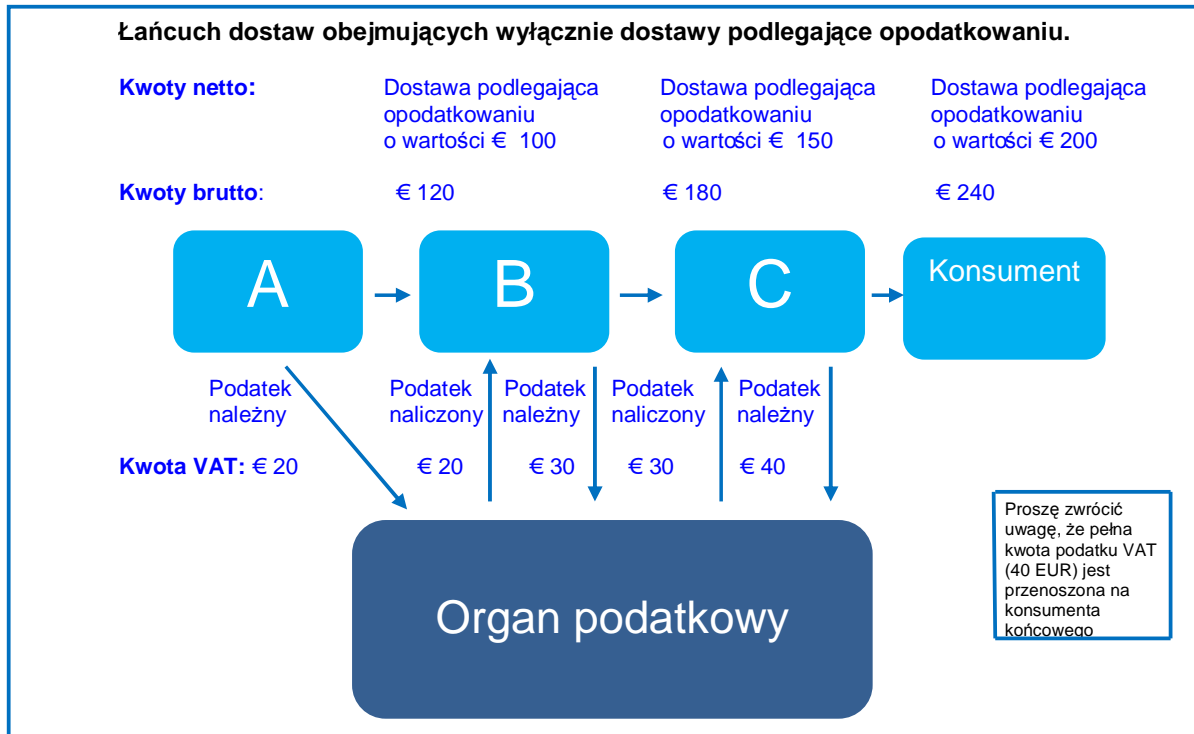 Łańcuch dostaw obejmujących wyłącznie dostawy podlegające opodatkowaniu.
Kwoty netto:
Dostawa podlegająca
opodatkowaniu
o wartości € 100
Dostawa podlegająca
opodatkowaniu
o wartości € 150
Dostawa podlegająca
opodatkowaniu
o wartości € 200
Kwoty brutto:
€ 120
€ 180
€ 240
A
B
C
Konsument
Podatek
należny
Podatek
naliczony
Podatek
należny
Podatek
naliczony
Podatek
należny
Kwota VAT: € 20
€ 20
€ 30
€ 30
€ 40
Organ podatkowy
Proszę zwrócić
uwagę, że pełna
kwota podatku VAT
(40 EUR) jest
przenoszona na
konsumenta
końcowego